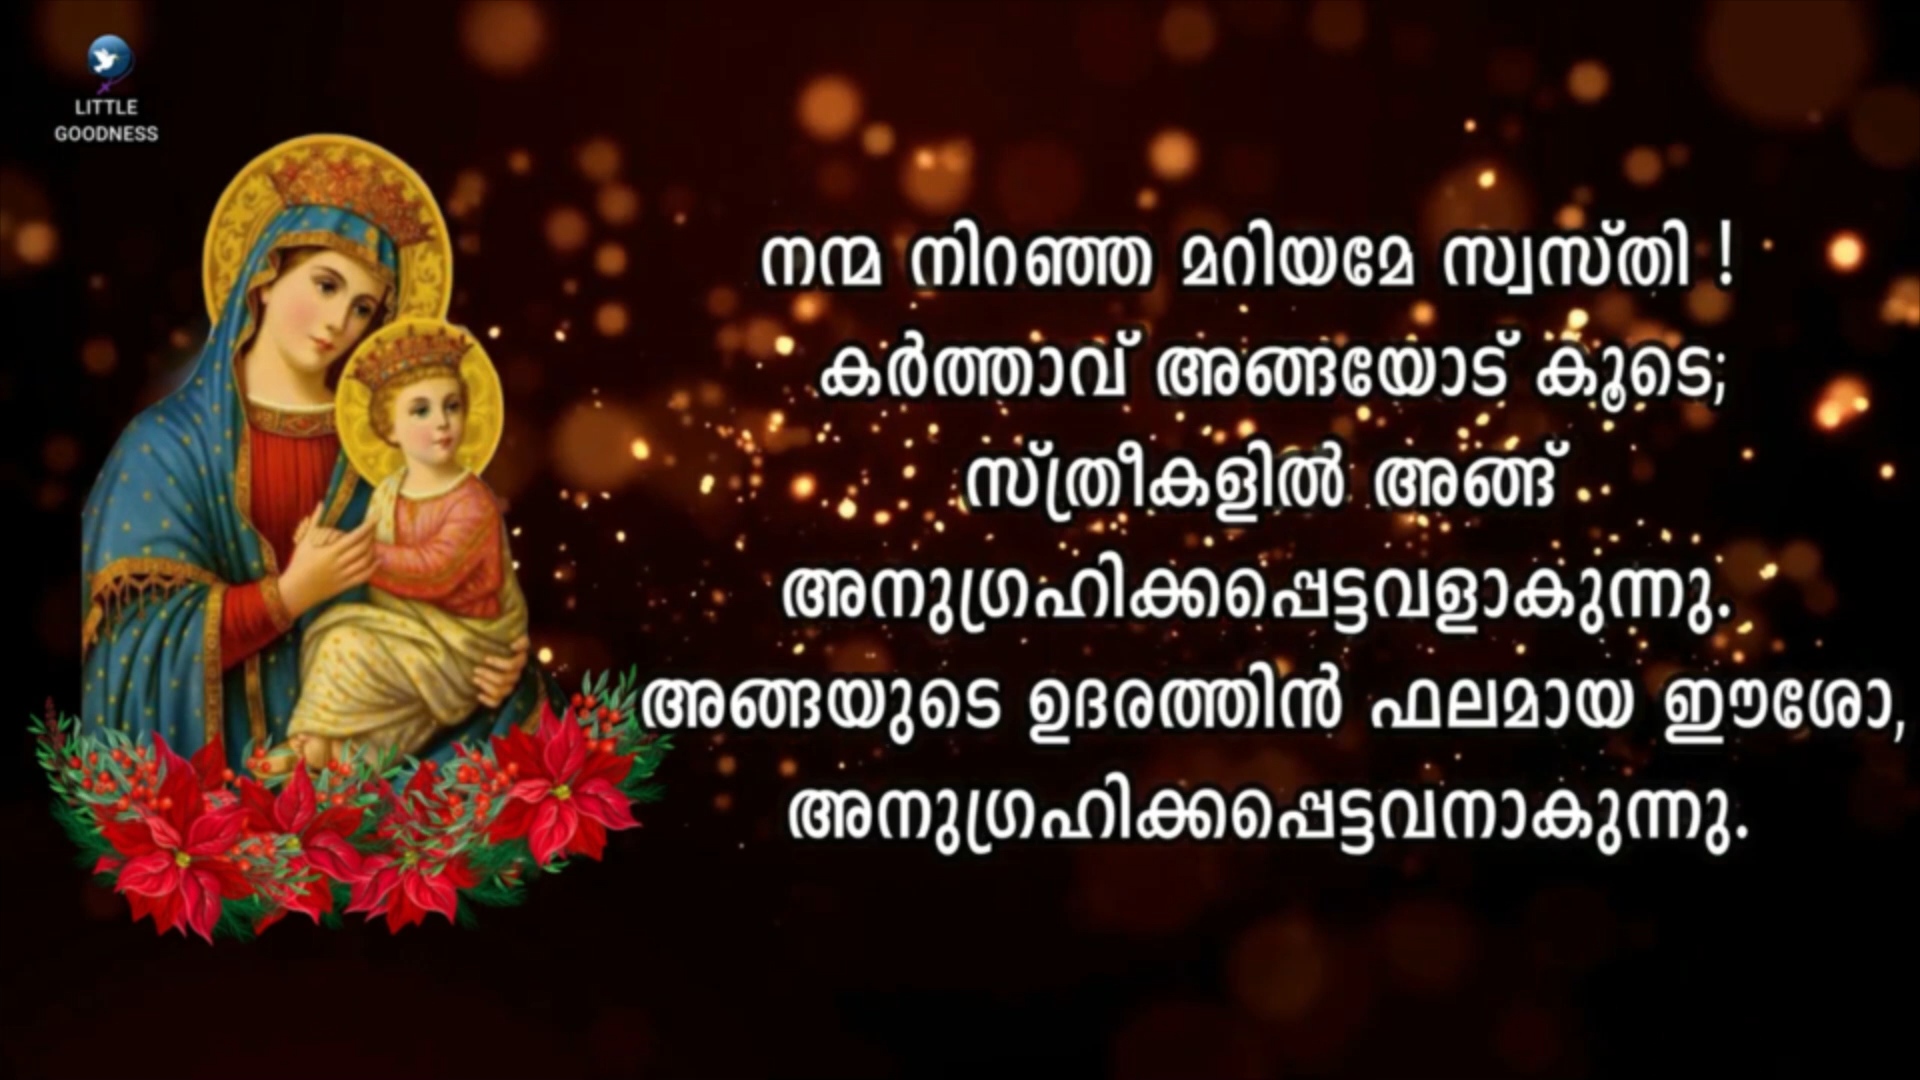 LITTLE
GOODNESS
നന്മ നിറഞ്ഞ മറിയമേ സ്വസ്തി !
കർത്താവ് അങ്ങയോട് കൂടെ;
സ്ത്രീകളിൽ അങ്ങ്
അനുഗ്രഹിക്കപ്പെട്ടവളാകുന്നു.
അങ്ങയുടെ ഉദരത്തിൻ ഫലമായ ഈശോ,
അനുഗ്രഹിക്കപ്പെട്ടവനാകുന്നു.